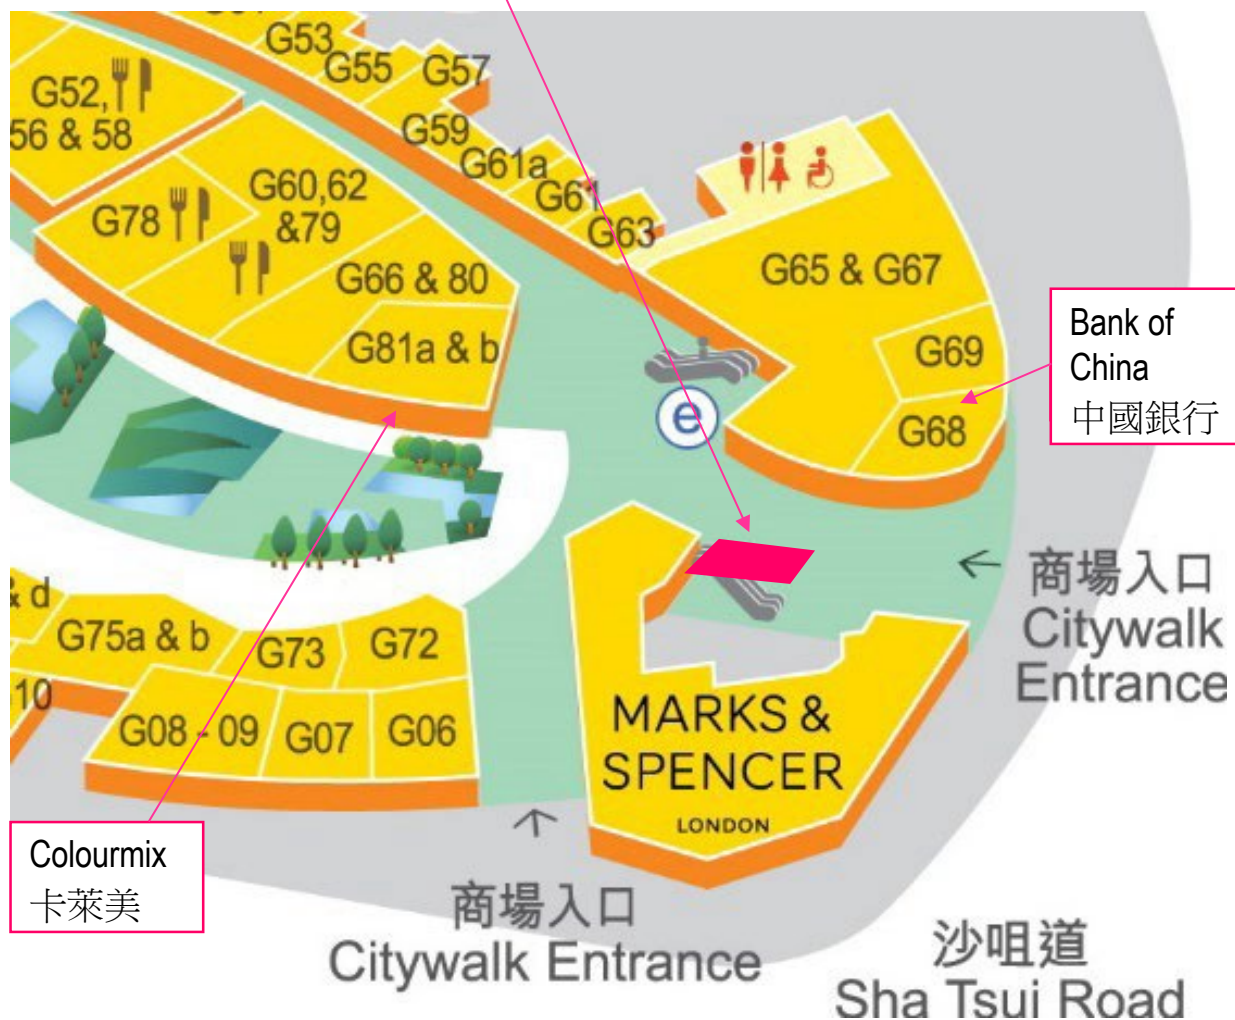 G53
G55
G57
G52,
56 & 58
G59
G61a
G61
G63
G60,62
&79
G78
G65 & G67
G66 & 80
G81a & b
G69
G68
Bank of
China
中國銀行
e
商場入口
Citywalk
Entrance
& d
G75a & b
G73
G72
10
G08 - 09
G07
G06
MARKS &
SPENCER
LONDON
Colourmix
卡萊美
商場入口
Citywalk Entrance
沙咀道
Sha Tsui Road